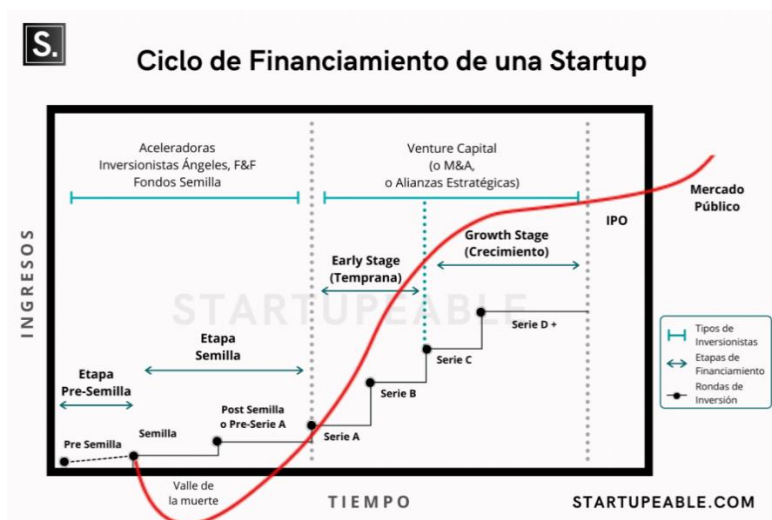 S.
Ciclo de Financiamiento de una Startup
Aceleradoras
Inversionistas Ángeles, F&F
Fondos Semilla
Venture Capital
(o M&A,
o Alianzas Estratégicas)
Mercado
Público
IPO
INGRESOS
Early Stage
(Temprana)
Growth Stage
(Crecimiento)
STARTUPEABLE
Etapa
Pre-Semilla
Etapa
Semilla
Pre Semilla
Semilla
Post Semilla
o Pre-Serie A
Serie A
Serie B
Serie C
Serie D +
Tipos de
Inversionistas
Etapas de
Financiamiento
Rondas de
Inversión
Valle de
la muerte
TIEMPO
STARTUPEABLE.COM